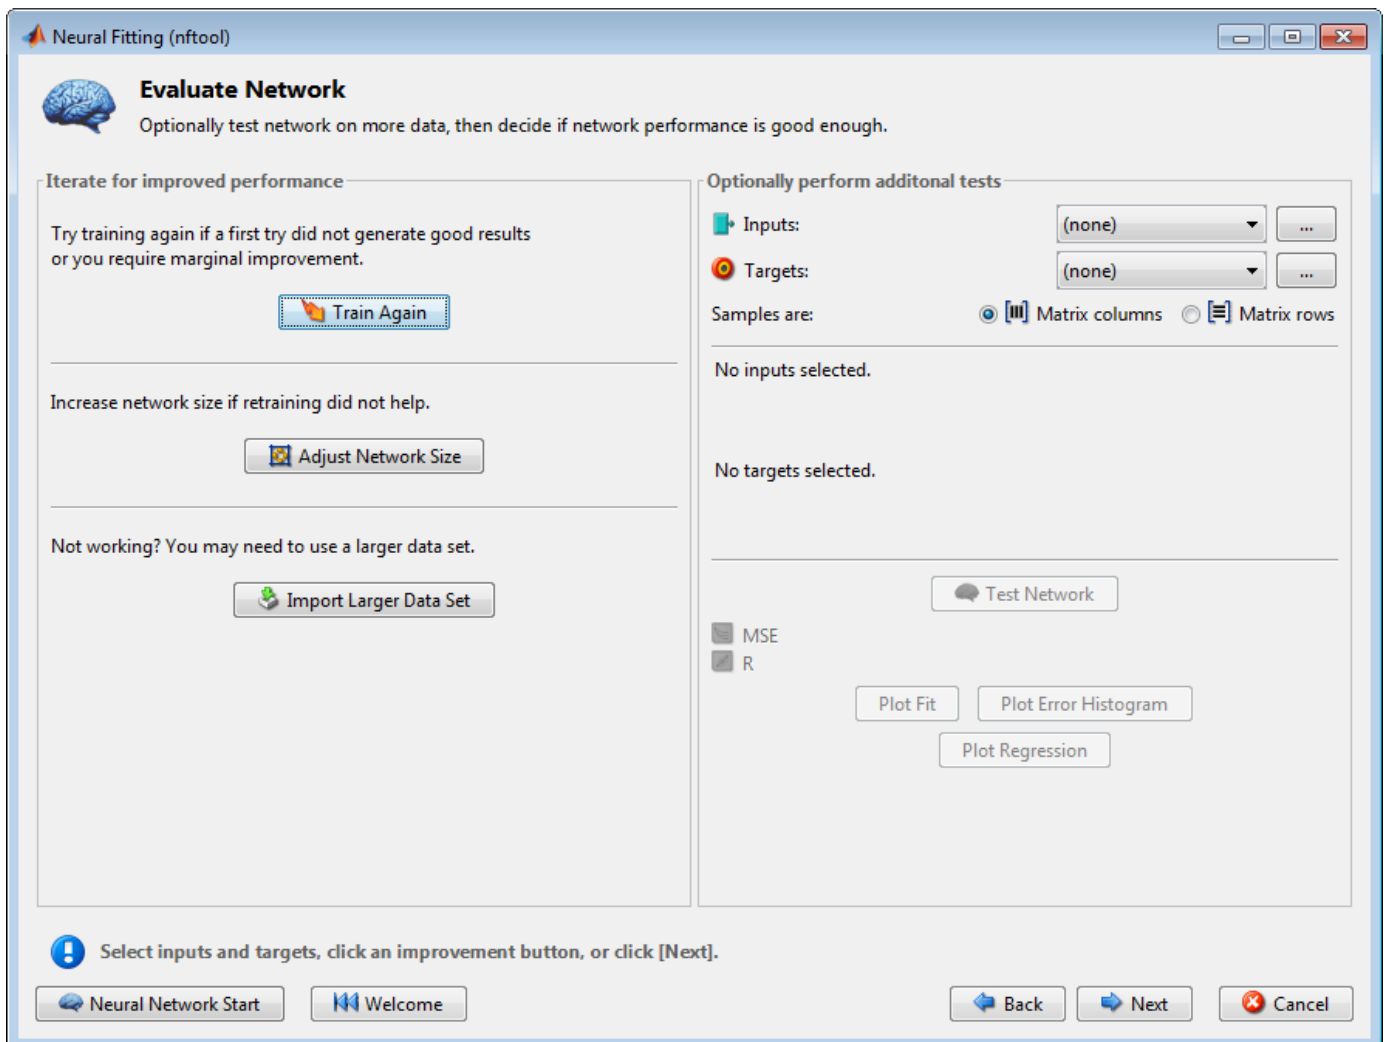 Neural Fitting (nftool)
Evaluate Network
Optionally test network on more data, then decide if network performance is good enough.
Iterate for improved performance
Try training again if a first try did not generate good results
or you require marginal improvement.
Train Again
Increase network size if retraining did not help.
Adjust Network Size
Not working? You may need to use a larger data set.
Import Larger Data Set
Optionally perform additonal tests
Inputs: (none) ...
Targets: (none) ...
Samples are: Matrix columns Matrix rows
No inputs selected.
No targets selected.
Test Network
MSE
R
Plot Fit Plot Error Histogram
Plot Regression
Select inputs and targets, click an improvement button, or click [Next].
Neural Network Start Welcome Back Next Cancel